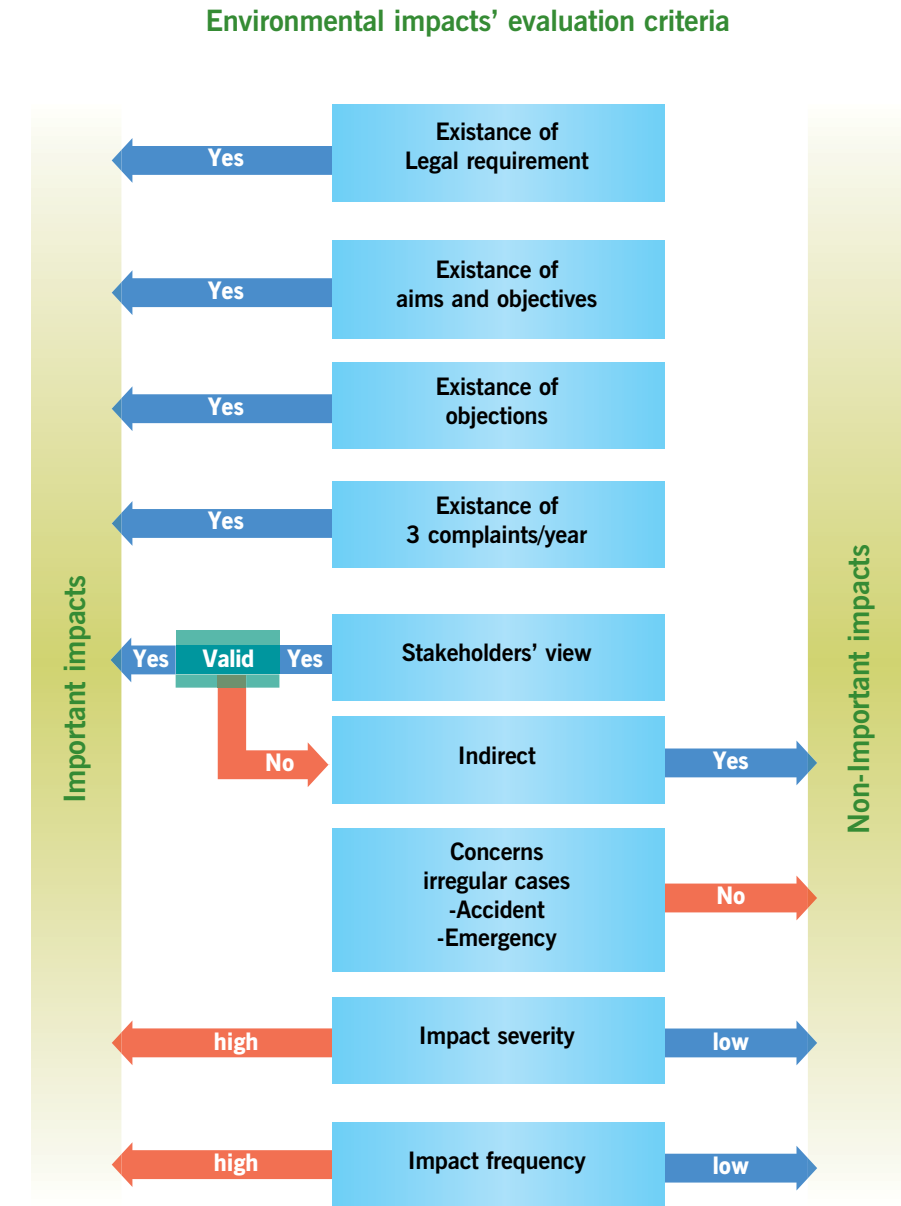 Environmental impacts' evaluation criteria
Existance of
Legal requirement
Yes
Existance of
aims and objectives
Yes
Existance of
objections
Yes
Existance of
3 complaints/year
Yes
Important impacts
Non-Important impacts
Yes
Valid
Yes
Stakeholders' view
No
Indirect
Yes
Concerns
irregular cases
-Accident
-Emergency
No
high
Impact severity
low
high
Impact frequency
low